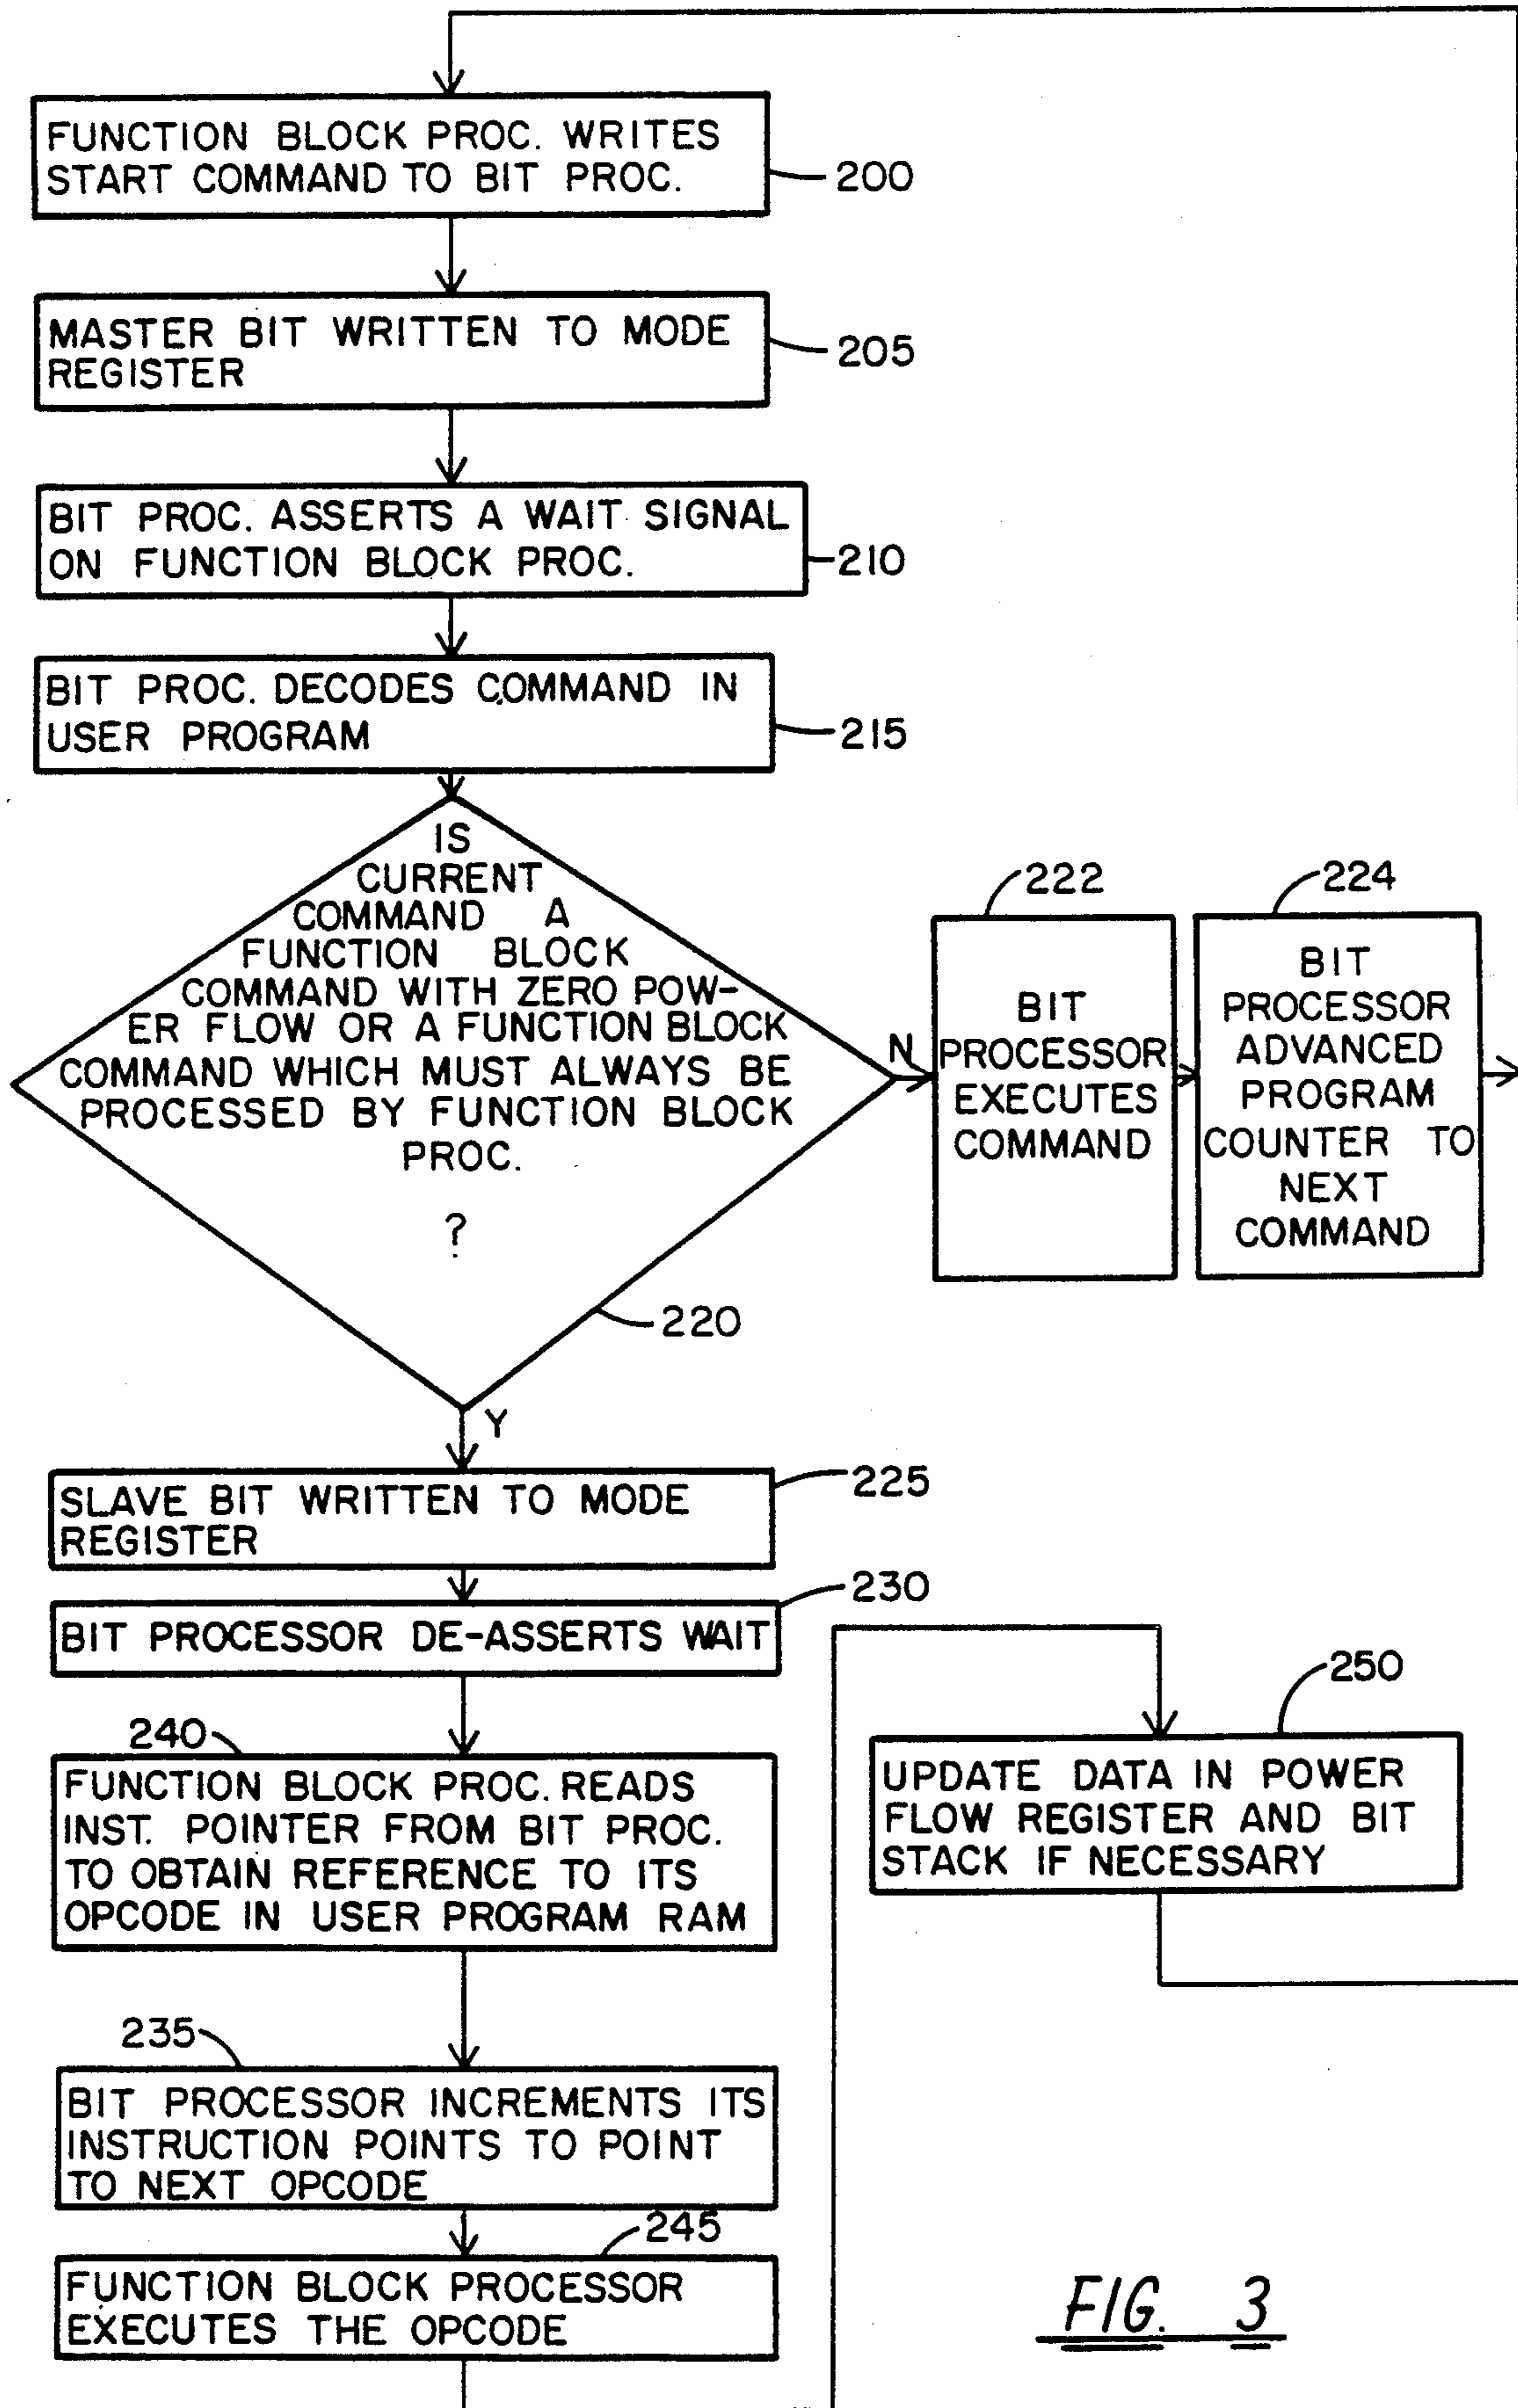 FUNCTION BLOCK PROC. WRITES
START COMMAND TO BIT PROC.
200
MASTER BIT WRITTEN TO MODE
REGISTER
205
BIT PROC. ASSERTS A WAIT SIGNAL
ON FUNCTION BLOCK PROC.
210
BIT PROC. DECODES COMMAND IN
USER PROGRAM
215
IS
CURRENT
COMMAND A
FUNCTION BLOCK
COMMAND WITH ZERO POW-
ER FLOW OR A FUNCTION BLOCK
COMMAND WHICH MUST ALWAYS BE
PROCESSED BY FUNCTION BLOCK
PROC.
?
220
N
222
BIT
PROCESSOR
EXECUTES
COMMAND
224
BIT
PROCESSOR
ADVANCED
PROGRAM
COUNTER TO
NEXT
COMMAND
Y
SLAVE BIT WRITTEN TO MODE
REGISTER
225
BIT PROCESSOR DE-ASSERTS WAIT
230
240
FUNCTION BLOCK PROC. READS
INST. POINTER FROM BIT PROC.
TO OBTAIN REFERENCE TO ITS
OPCODE IN USER PROGRAM RAM
235
BIT PROCESSOR INCREMENTS ITS
INSTRUCTION POINTS TO POINT
TO NEXT OPCODE
245
FUNCTION BLOCK PROCESSOR
EXECUTES THE OPCODE
250
UPDATE DATA IN POWER
FLOW REGISTER AND BIT
STACK IF NECESSARY
FIG. 3